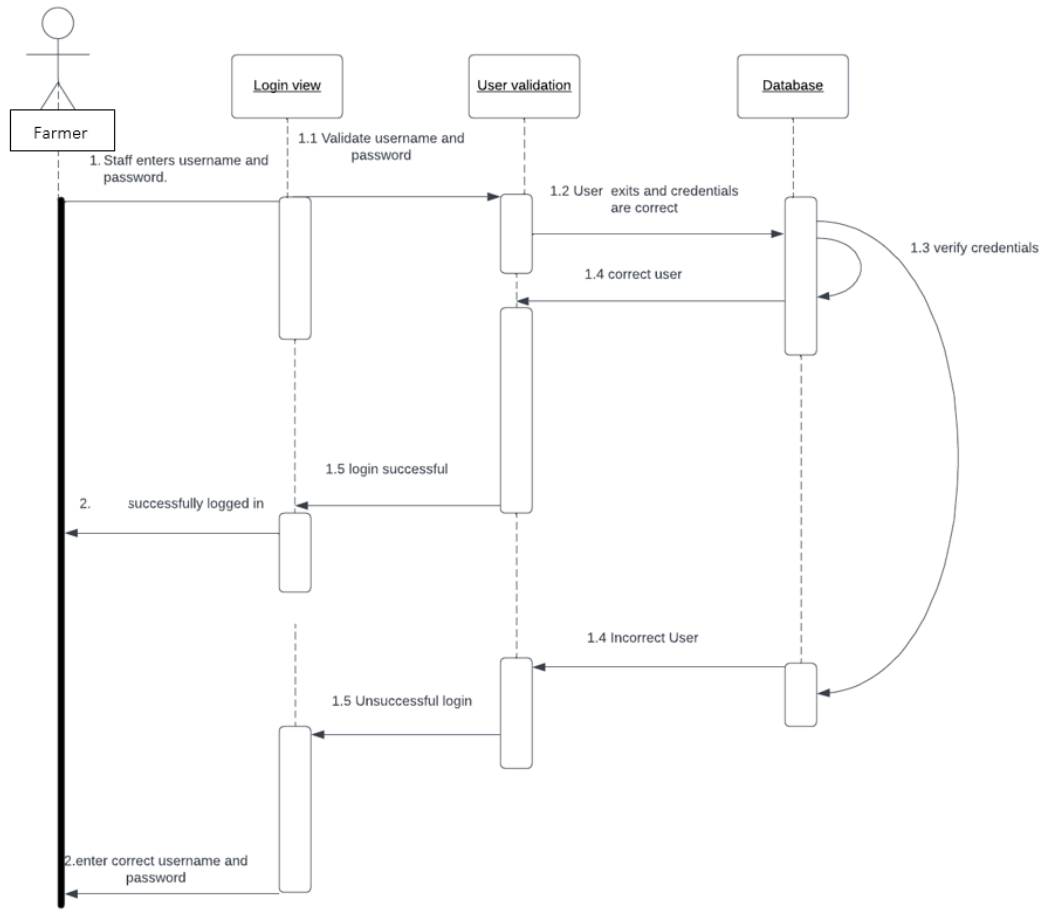 Login view
User validation
Database
Farmer
1.1 Validate username and
password
1. Staff enters username and
password.
1.2 User exits and credentials
are correct
1.3 verify credentials
1.4 correct user
1.5 login successful
2. successfully logged in
1.4 Incorrect User
1.5 Unsuccessful login
2.enter correct username and
password